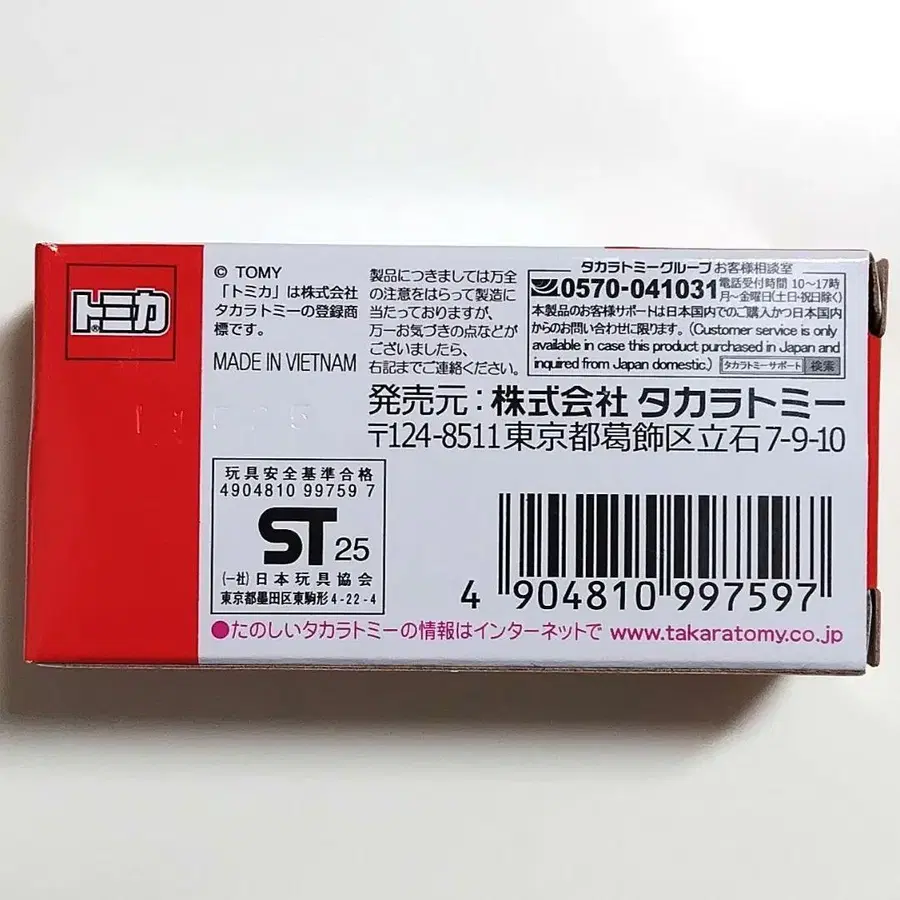 トミカ®
© TOMY
「トミカ」は株式会社
タカラトミーの登録商
標です。
MADE IN VIETNAM
製品につきましては万全
の注意をはらって製造に
当たっておりますが、
万一お気づきの点などが
ございましたら、
右記までご連絡ください。
タカラトミーグループお客様相談室
0570-041031
電話受付時間 10〜17時
月〜金曜日(土・日・祝日除く)
本製品のお客様サポートは日本国内でのご購入かつ日本国内
からのお問い合わせに限ります。(Customer service is only
available in case this product purchased in Japan and
inquired from Japan domestic.) タカラトミーサポート 検索
発売元：株式会社 タカラトミー
〒124-8511東京都葛飾区立石7-9-10
玩具安全基準合格
4904810 99759 7
ST 25
(一社)日本玩具協会
東京都墨田区東駒形4-22-4
4 904810 997597
●たのしいタカラトミーの情報はインターネットで www.takaratomy.co.jp